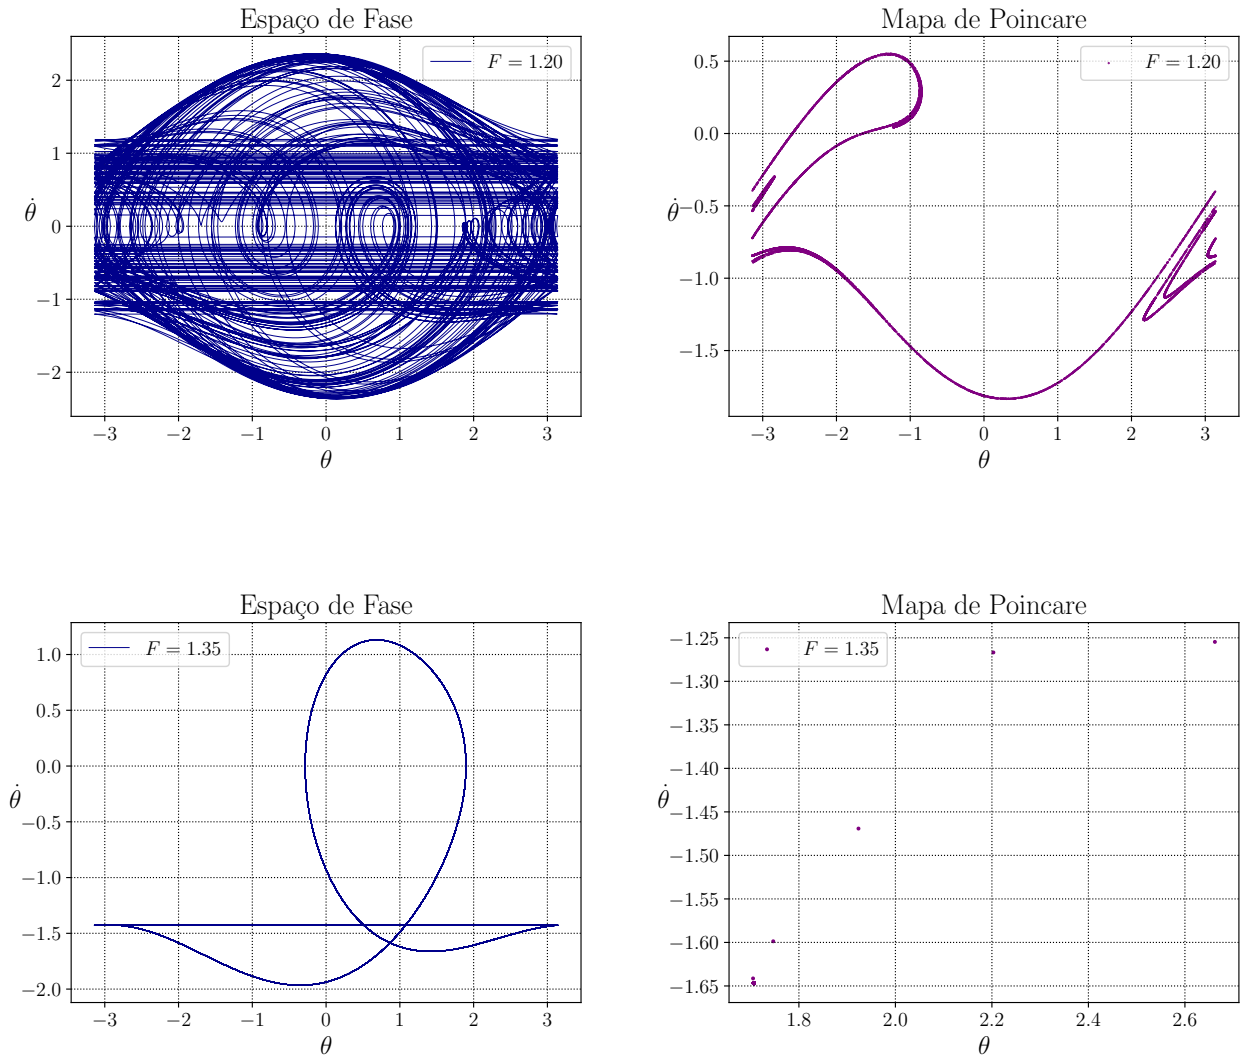 Espaço de Fase
F = 1.20
2
1
0
−1
−2
θ̇
−3 −2 −1 0 1 2 3
θ
Mapa de Poincare
F = 1.20
0.5
0.0
−0.5
−1.0
−1.5
θ̇
−3 −2 −1 0 1 2 3
θ
Espaço de Fase
F = 1.35
1.0
0.5
0.0
−0.5
−1.0
−1.5
−2.0
θ̇
−3 −2 −1 0 1 2 3
θ
Mapa de Poincare
F = 1.35
−1.25
−1.30
−1.35
−1.40
−1.45
−1.50
−1.55
−1.60
−1.65
θ̇
1.8 2.0 2.2 2.4 2.6
θ